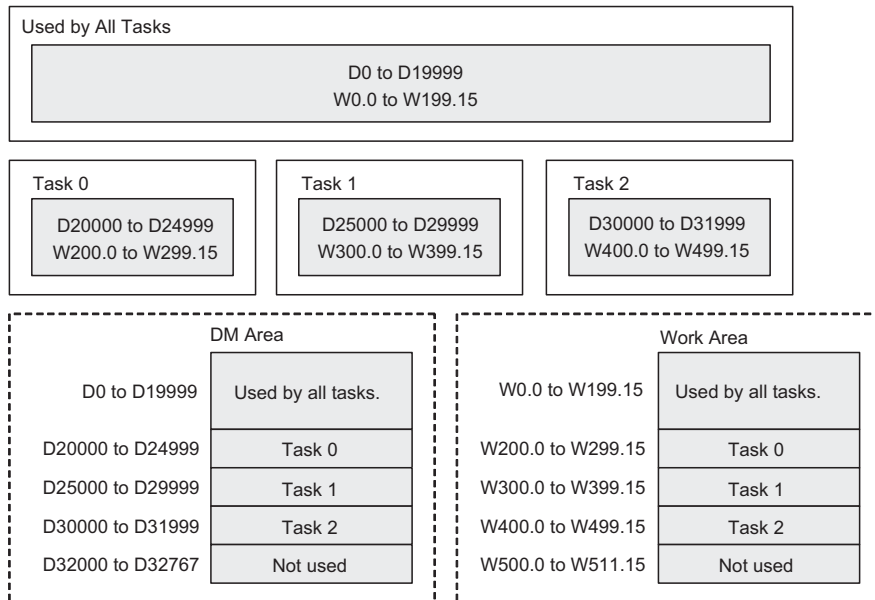 Used by All Tasks
D0 to D19999
W0.0 to W199.15
Task 0
D20000 to D24999
W200.0 to W299.15
Task 1
D25000 to D29999
W300.0 to W399.15
Task 2
D30000 to D31999
W400.0 to W499.15
DM Area
D0 to D19999 Used by all tasks.
D20000 to D24999 Task 0
D25000 to D29999 Task 1
D30000 to D31999 Task 2
D32000 to D32767 Not used
Work Area
W0.0 to W199.15 Used by all tasks.
W200.0 to W299.15 Task 0
W300.0 to W399.15 Task 1
W400.0 to W499.15 Task 2
W500.0 to W511.15 Not used